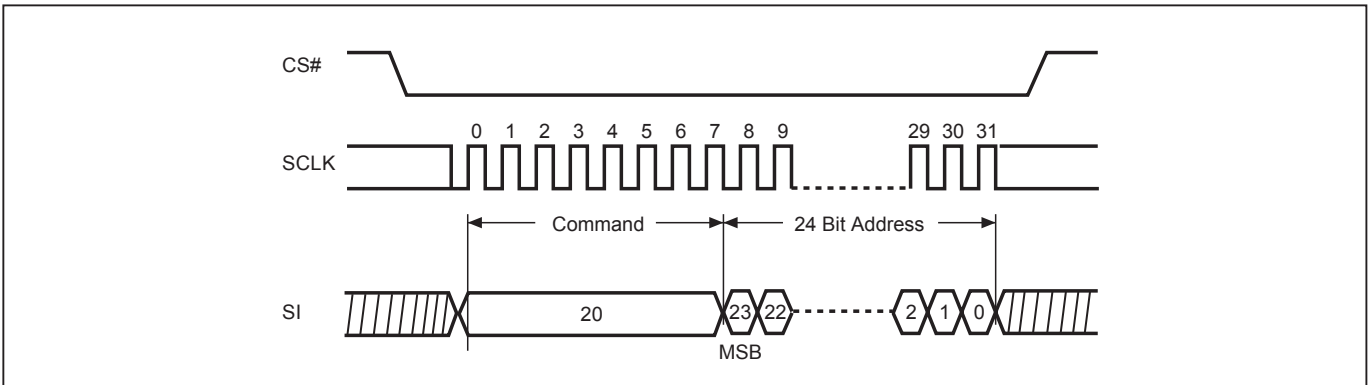 CS#
0 1 2 3 4 5 6 7 8 9 29 30 31
SCLK
Command 24 Bit Address
SI 20 23 22 2 1 0
MSB